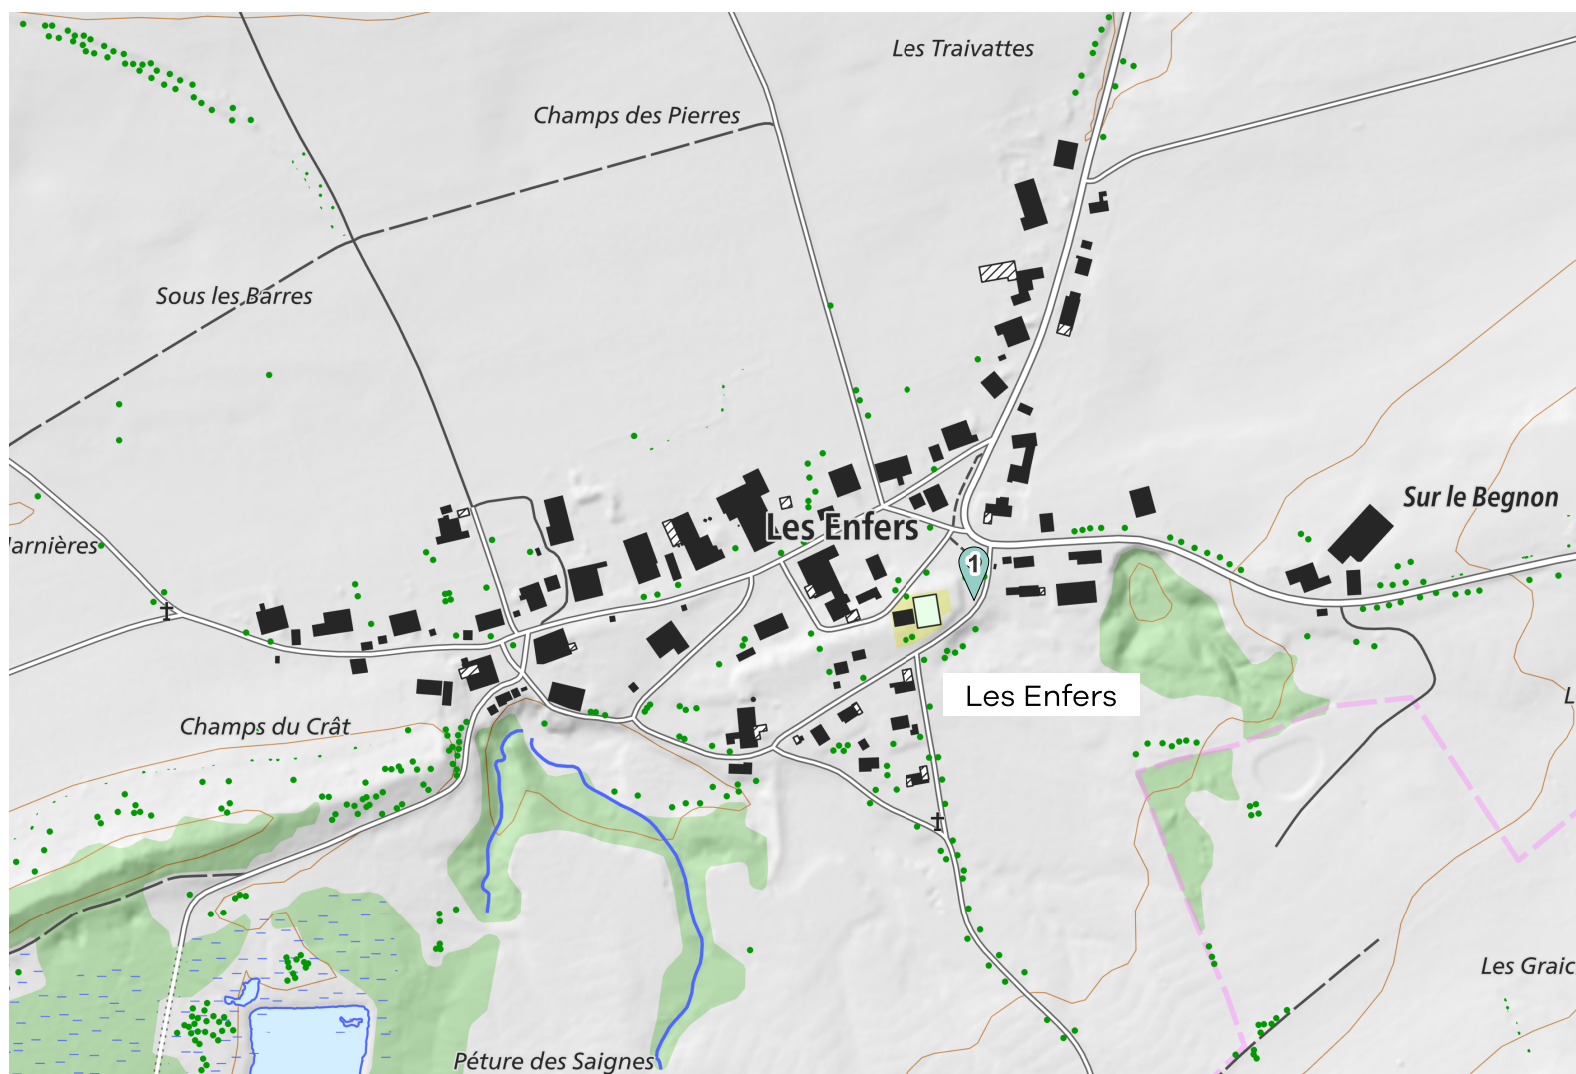 Les Traivattes
Champs des Pierres
Sous les Barres
Sur le Begnon
Les Enfers
arnières
1
Les Enfers
Champs du Crât
L
Les Graic
Péture des Saignes